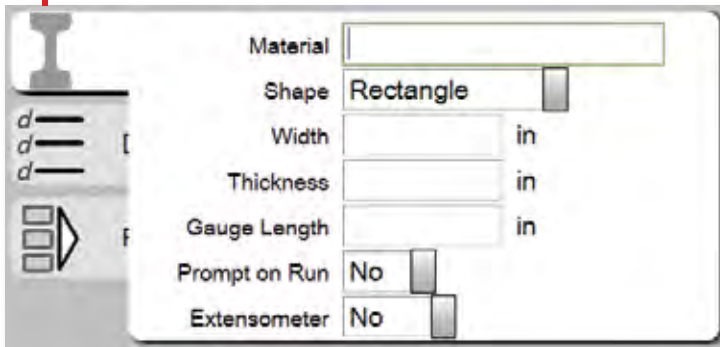 Material
Shape Rectangle
Width in
d
d
d
Thickness in
Gauge Length in
Prompt on Run No
Extensometer No